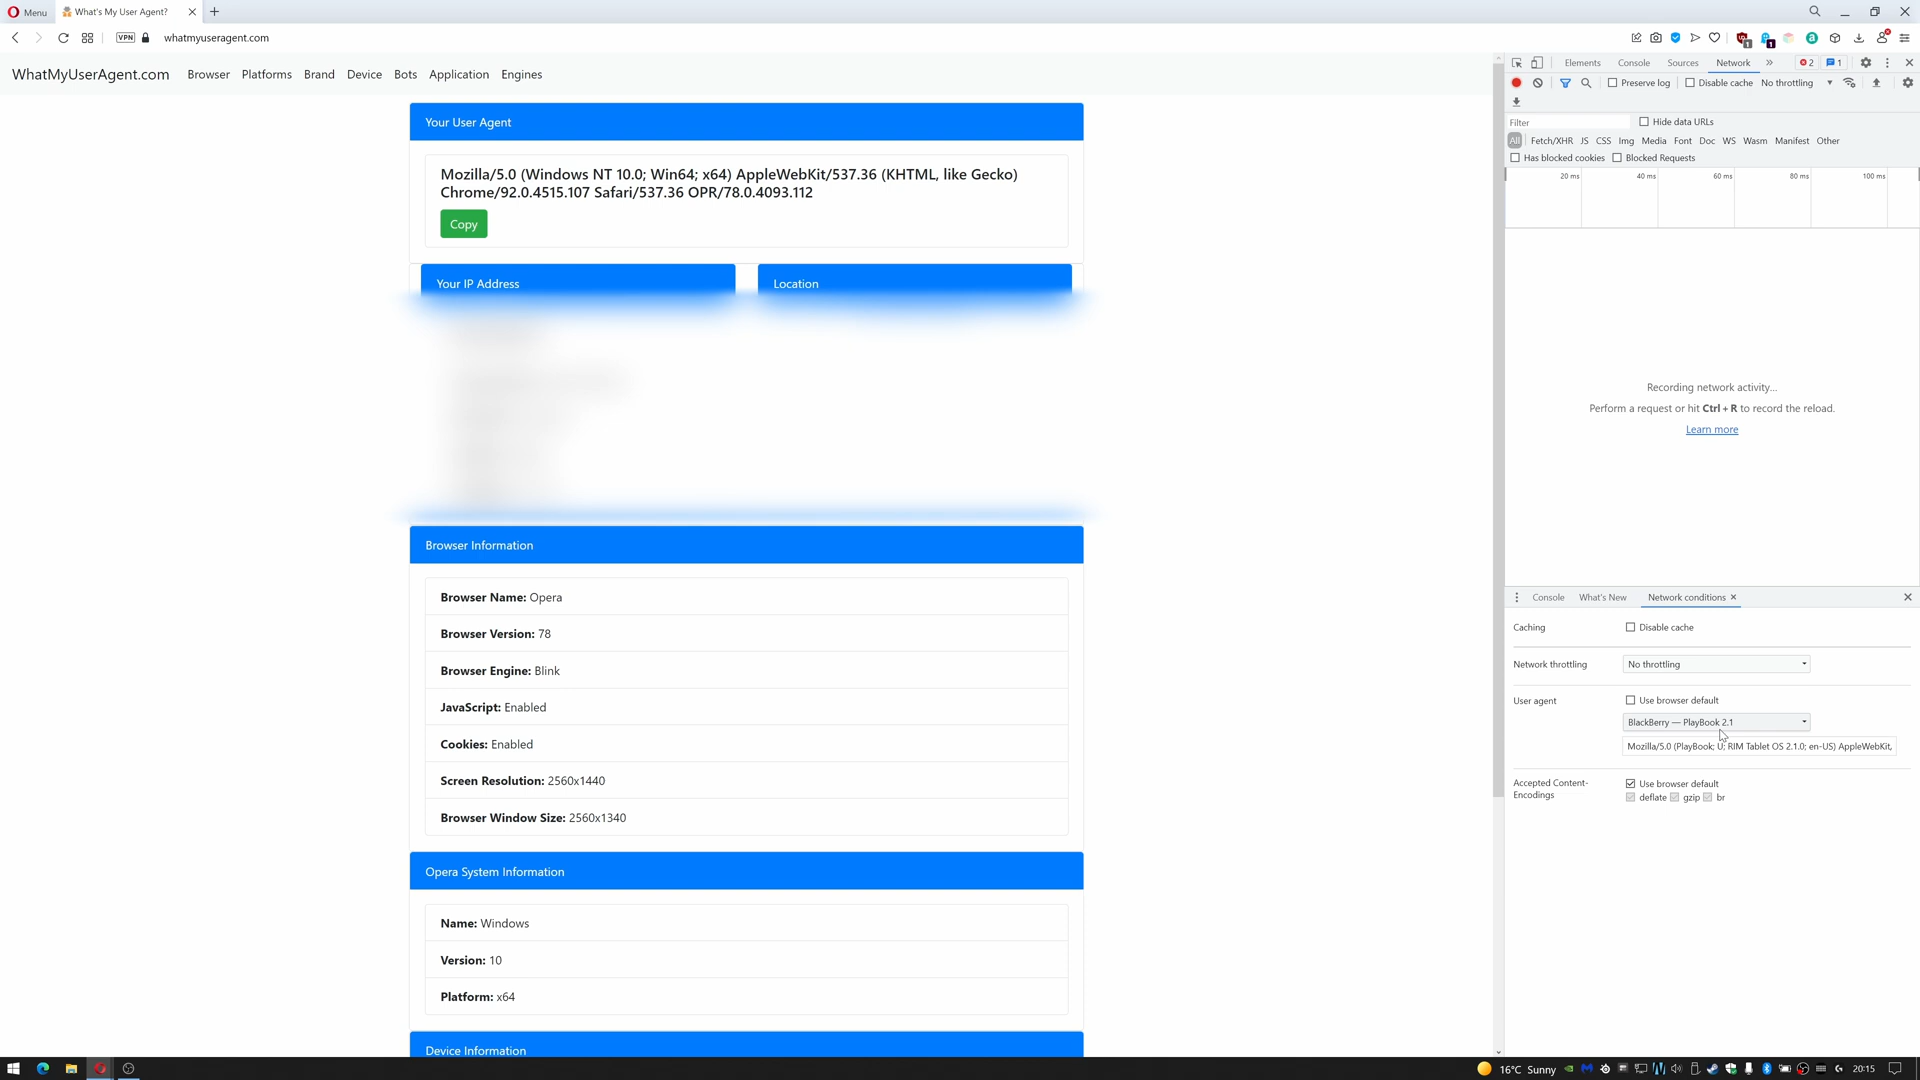 Menu
What's My User Agent?
VPN
whatmyuseragent.com
WhatMyUserAgent.com
Browser
Platforms
Brand
Device
Bots
Application
Engines
Your User Agent
Mozilla/5.0 (Windows NT 10.0; Win64; x64) AppleWebKit/537.36 (KHTML, like Gecko)
Chrome/92.0.4515.107 Safari/537.36 OPR/78.0.4093.112
Copy
Your IP Address
Location
Browser Information
Browser Name: Opera
Browser Version: 78
Browser Engine: Blink
JavaScript: Enabled
Cookies: Enabled
Screen Resolution: 2560x1440
Browser Window Size: 2560x1340
Opera System Information
Name: Windows
Version: 10
Platform: x64
Device Information
Elements
Console
Sources
Network
2
1
Preserve log
Disable cache
No throttling
Filter
Hide data URLs
All
Fetch/XHR
JS
CSS
Img
Media
Font
Doc
WS
Wasm
Manifest
Other
Has blocked cookies
Blocked Requests
20 ms
40 ms
60 ms
80 ms
100 ms
Recording network activity...
Perform a request or hit Ctrl + R to record the reload.
Learn more
Console
What's New
Network conditions
Caching
Disable cache
Network throttling
No throttling
User agent
Use browser default
BlackBerry — PlayBook 2.1
Mozilla/5.0 (PlayBook; U; RIM Tablet OS 2.1.0; en-US) AppleWebKit,
Accepted Content-
Encodings
Use browser default
deflate
gzip
br
16°C Sunny
20:15